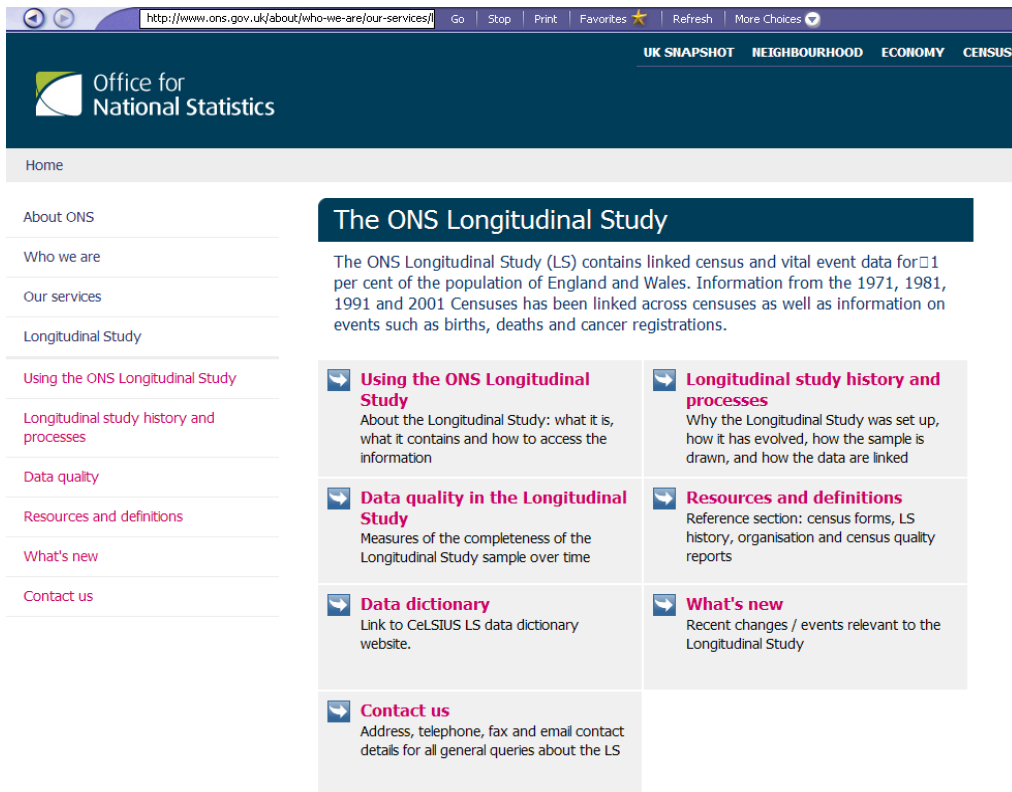 http://www.ons.gov.uk/about/who-we-are/our-services/l Go Stop Print Favorites Refresh More Choices
UK SNAPSHOT NEIGHBOURHOOD ECONOMY CENSUS
Office for
National Statistics
Home
About ONS
Who we are
Our services
Longitudinal Study
Using the ONS Longitudinal Study
Longitudinal study history and
processes
Data quality
Resources and definitions
What's new
Contact us
The ONS Longitudinal Study
The ONS Longitudinal Study (LS) contains linked census and vital event data for□1
per cent of the population of England and Wales. Information from the 1971, 1981,
1991 and 2001 Censuses has been linked across censuses as well as information on
events such as births, deaths and cancer registrations.
Using the ONS Longitudinal
Study
About the Longitudinal Study: what it is,
what it contains and how to access the
information
Longitudinal study history and
processes
Why the Longitudinal Study was set up,
how it has evolved, how the sample is
drawn, and how the data are linked
Data quality in the Longitudinal
Study
Measures of the completeness of the
Longitudinal Study sample over time
Resources and definitions
Reference section: census forms, LS
history, organisation and census quality
reports
Data dictionary
Link to CeLSIUS LS data dictionary
website.
What's new
Recent changes / events relevant to the
Longitudinal Study
Contact us
Address, telephone, fax and email contact
details for all general queries about the LS